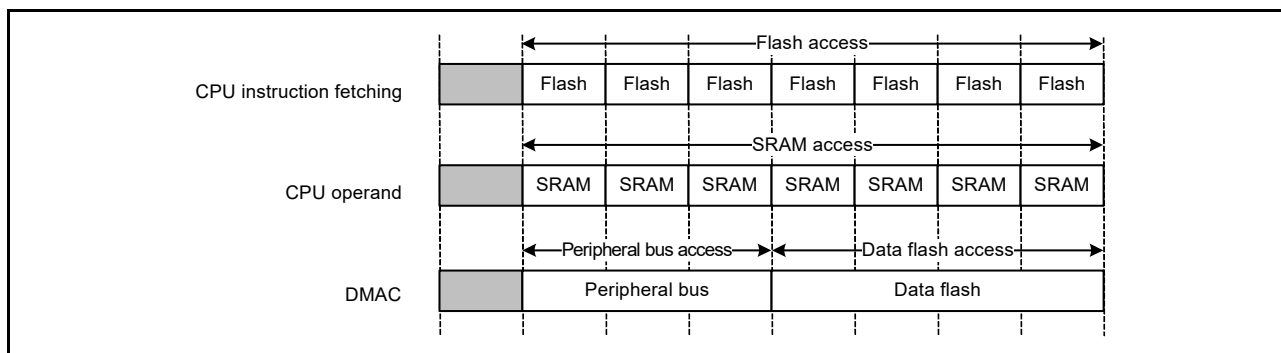 Flash access
CPU instruction fetching Flash Flash Flash Flash Flash Flash Flash
SRAM access
CPU operand SRAM SRAM SRAM SRAM SRAM SRAM SRAM
Peripheral bus access Data flash access
DMAC Peripheral bus Data flash